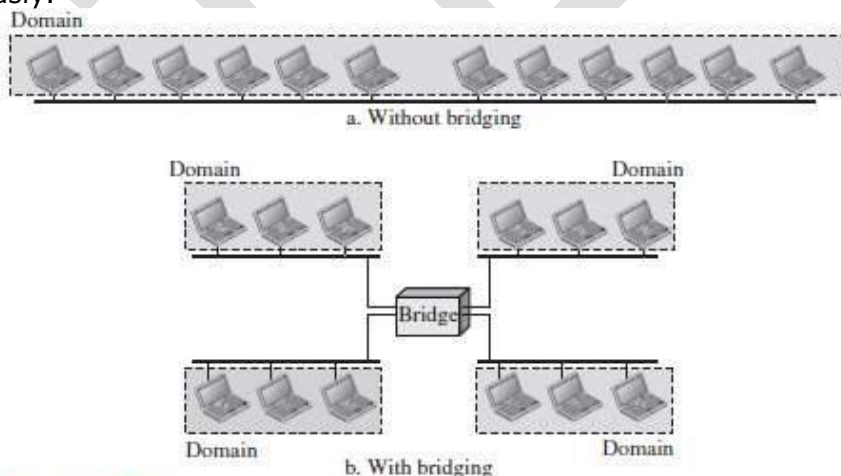 Domain
a. Without bridging
Domain Domain
Bridge
Domain Domain
b. With bridging